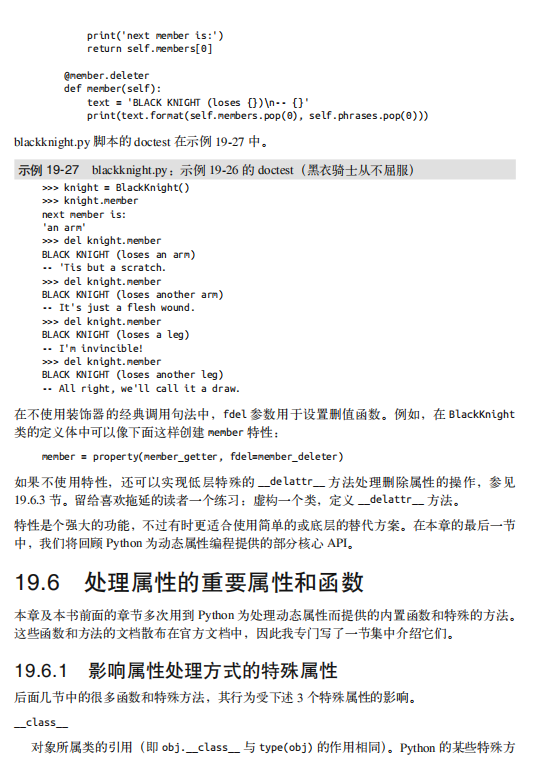 print('next member is:')
return self.members[0]
@member.deleter
def member(self):
text = 'BLACK KNIGHT (loses {})\n-- {}'
print(text.format(self.members.pop(0), self.phrases.pop(0)))
blackknight.py 脚本的 doctest 在示例 19-27 中。
示例 19-27 blackknight.py：示例 19-26 的 doctest（黑衣骑士从不屈服）
>>> knight = BlackKnight()
>>> knight.member
next member is:
'an arm'
>>> del knight.member
BLACK KNIGHT (loses an arm)
-- 'Tis but a scratch.
>>> del knight.member
BLACK KNIGHT (loses another arm)
-- It's just a flesh wound.
>>> del knight.member
BLACK KNIGHT (loses a leg)
-- I'm invincible!
>>> del knight.member
BLACK KNIGHT (loses another leg)
-- All right, we'll call it a draw.
在不使用装饰器的经典调用句法中，fdel 参数用于设置删值函数。例如，在 BlackKnight
类的定义体中可以像下面这样创建 member 特性：
member = property(member_getter, fdel=member_deleter)
如果不使用特性，还可以实现低层特殊的 __delattr__ 方法处理删除属性的操作，参见
19.6.3 节。留给喜欢拖延的读者一个练习：虚构一个类，定义 __delattr__ 方法。
特性是个强大的功能，不过有时更适合使用简单的或底层的替代方案。在本章的最后一节
中，我们将回顾 Python 为动态属性编程提供的部分核心 API。
19.6 处理属性的重要属性和函数
本章及本书前面的章节多次用到 Python 为处理动态属性而提供的内置函数和特殊的方法。
这些函数和方法的文档散布在官方文档中，因此我专门写了一节集中介绍它们。
19.6.1 影响属性处理方式的特殊属性
后面几节中的很多函数和特殊方法，其行为受下述 3 个特殊属性的影响。
__class__
对象所属类的引用（即 obj.__class__ 与 type(obj) 的作用相同）。Python 的某些特殊方